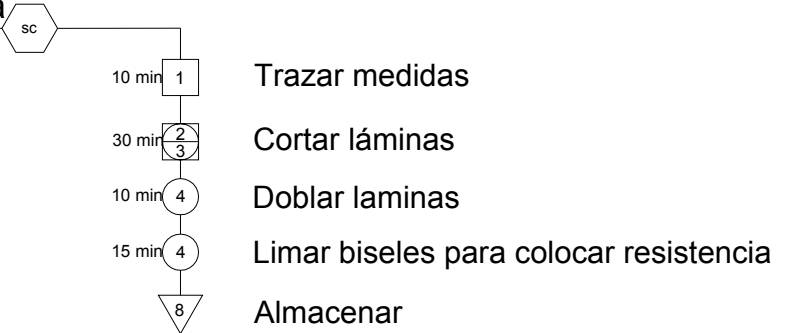 a
sc
10 min 1 Trazar medidas
30 min 2 3 Cortar láminas
10 min 4 Doblar laminas
15 min 4 Limar biseles para colocar resistencia
8 Almacenar